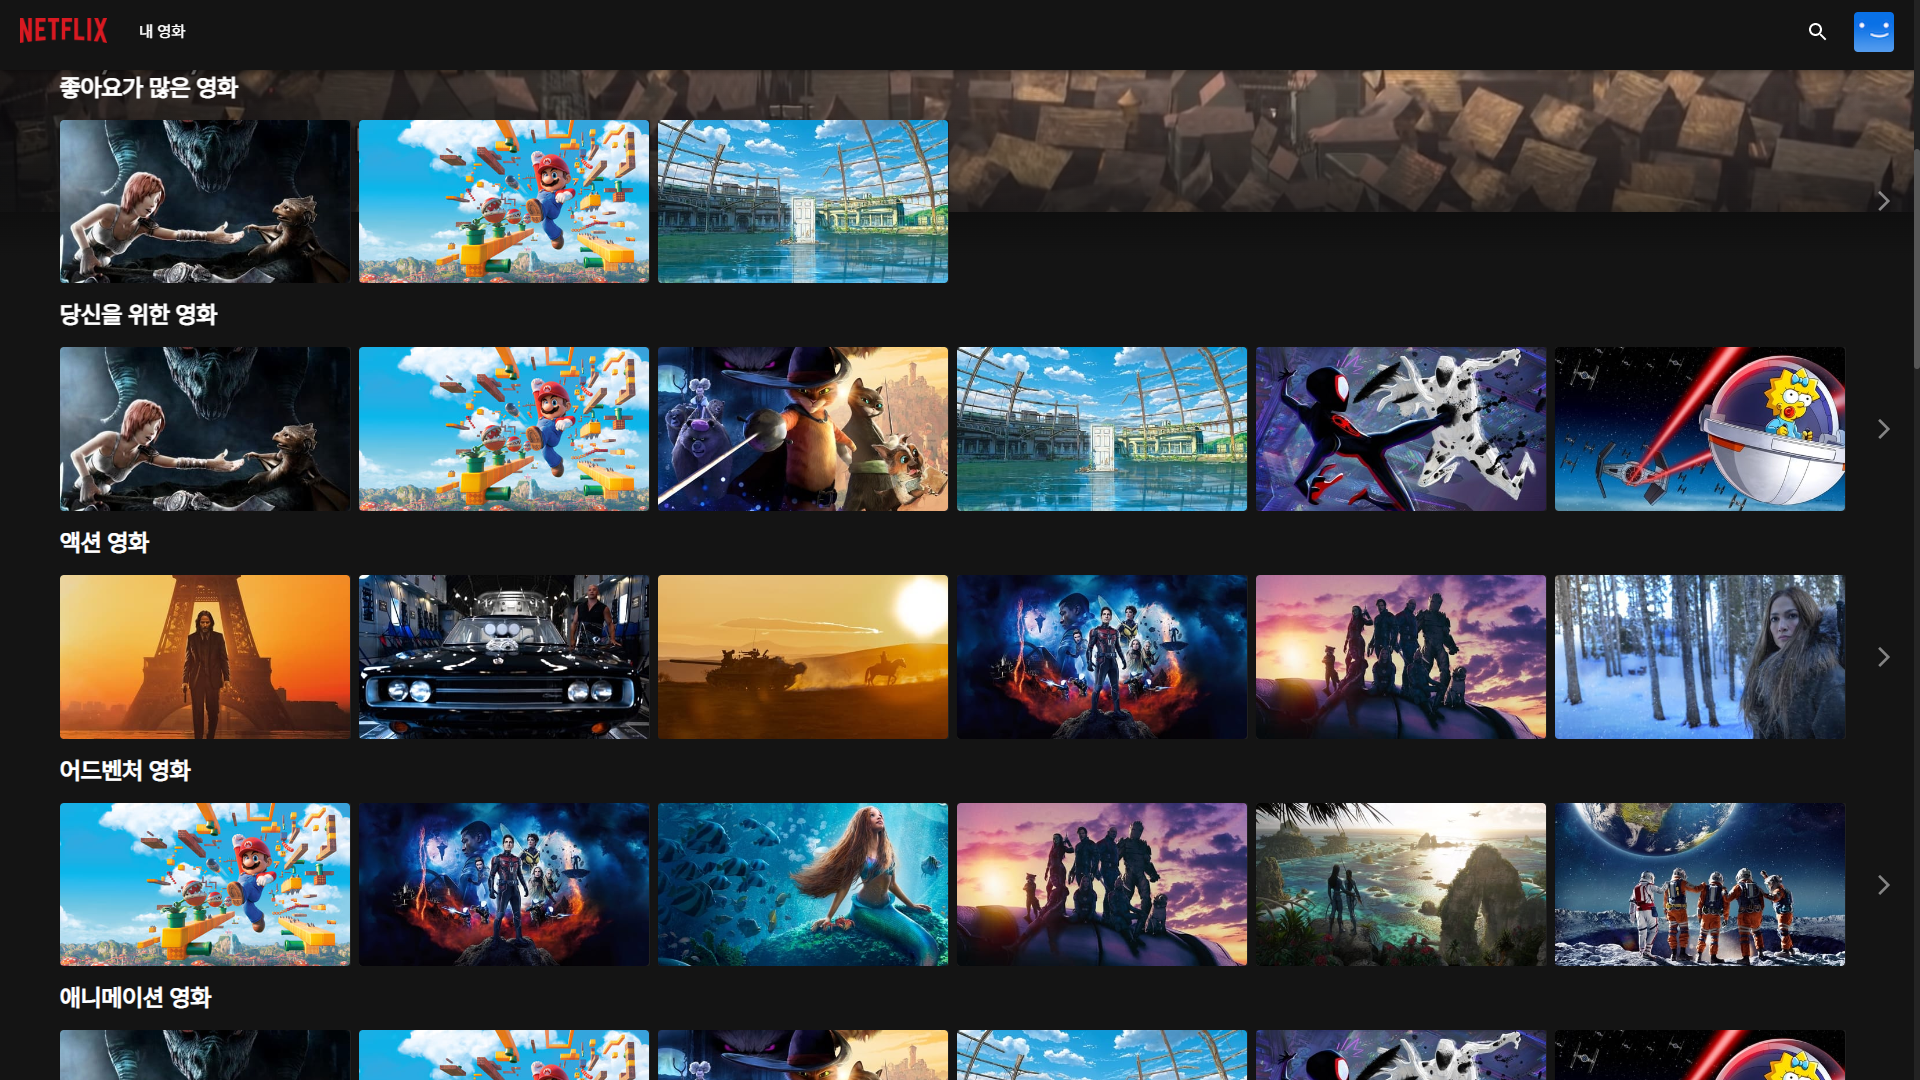 NETFLIX
내 영화
좋아요가 많은 영화
당신을 위한 영화
액션 영화
어드벤처 영화
애니메이션 영화